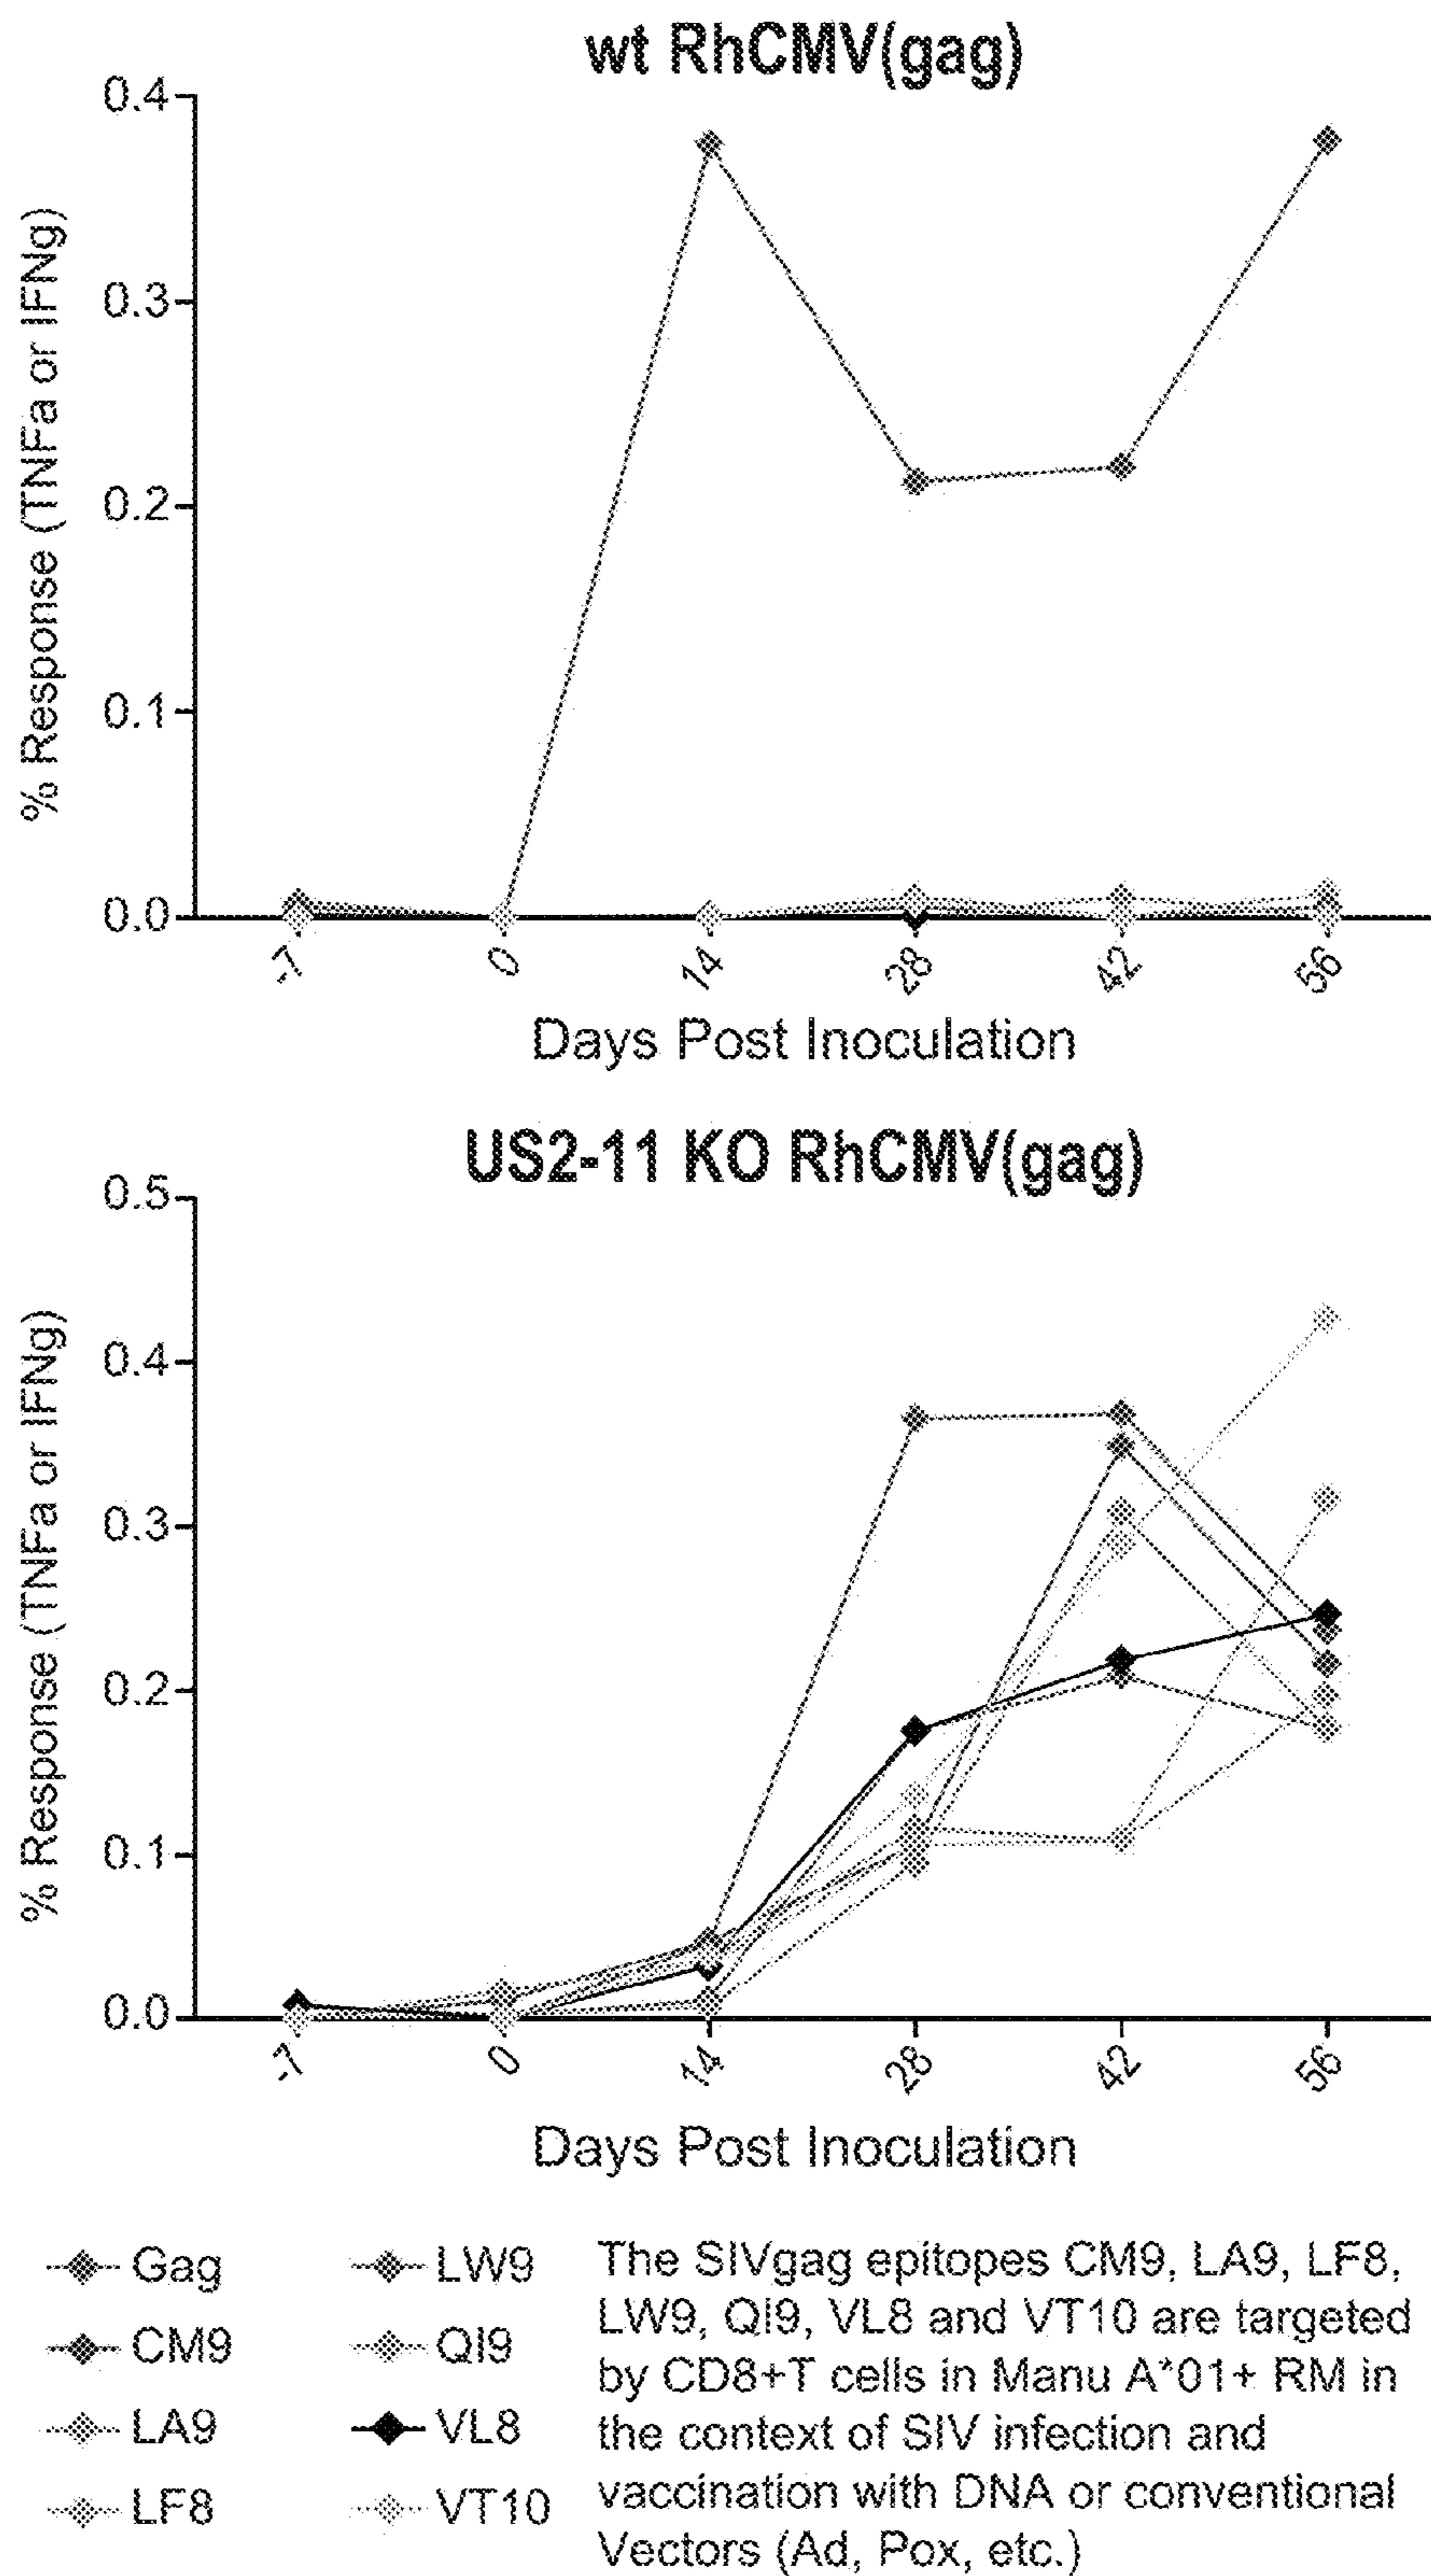 wt RhCMV(gag)
0.4
0.3
0.2
0.1
0.0
% Response (TNFa or IFNg)
-7 0 14 28 42 56
Days Post Inoculation
US2-11 KO RhCMV(gag)
0.5
0.4
0.3
0.2
0.1
0.0
% Response (TNFa or IFNg)
-7 0 14 28 42 56
Days Post Inoculation
Gag
CM9
LA9
LF8
LW9
QI9
VL8
VT10
The SIVgag epitopes CM9, LA9, LF8,
LW9, QI9, VL8 and VT10 are targeted
by CD8+T cells in Manu A*01+ RM in
the context of SIV infection and
vaccination with DNA or conventional
Vectors (Ad, Pox, etc.)